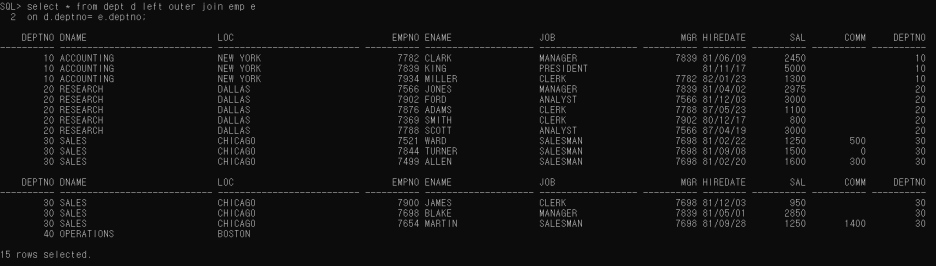 SQL> select * from dept d left outer join emp e
  2  on d.deptno= e.deptno;
DEPTNO DNAME LOC EMPNO ENAME JOB MGR HIREDATE SAL COMM DEPTNO
10 ACCOUNTING NEW YORK 7782 CLARK MANAGER 7839 81/06/09 2450 10
10 ACCOUNTING NEW YORK 7839 KING PRESIDENT 81/11/17 5000 10
10 ACCOUNTING NEW YORK 7934 MILLER CLERK 7782 82/01/23 1300 10
20 RESEARCH DALLAS 7566 JONES MANAGER 7839 81/04/02 2975 20
20 RESEARCH DALLAS 7902 FORD ANALYST 7566 81/12/03 3000 20
20 RESEARCH DALLAS 7876 ADAMS CLERK 7788 87/05/23 1100 20
20 RESEARCH DALLAS 7369 SMITH CLERK 7902 80/12/17 800 20
20 RESEARCH DALLAS 7788 SCOTT ANALYST 7566 87/04/19 3000 20
30 SALES CHICAGO 7521 WARD SALESMAN 7698 81/02/22 1250 500 30
30 SALES CHICAGO 7844 TURNER SALESMAN 7698 81/09/08 1500 0 30
30 SALES CHICAGO 7499 ALLEN SALESMAN 7698 81/02/20 1600 300 30
DEPTNO DNAME LOC EMPNO ENAME JOB MGR HIREDATE SAL COMM DEPTNO
30 SALES CHICAGO 7900 JAMES CLERK 7698 81/12/03 950 30
30 SALES CHICAGO 7698 BLAKE MANAGER 7839 81/05/01 2850 30
30 SALES CHICAGO 7654 MARTIN SALESMAN 7698 81/09/28 1250 1400 30
40 OPERATIONS BOSTON
15 rows selected.